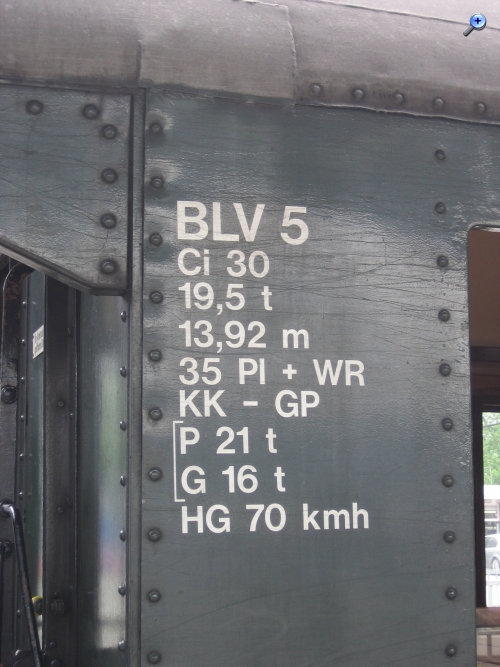 BLV 5
Ci 30
19,5 t
13,92 m
35 Pl + WR
KK - GP
P 21 t
G 16 t
HG 70 kmh